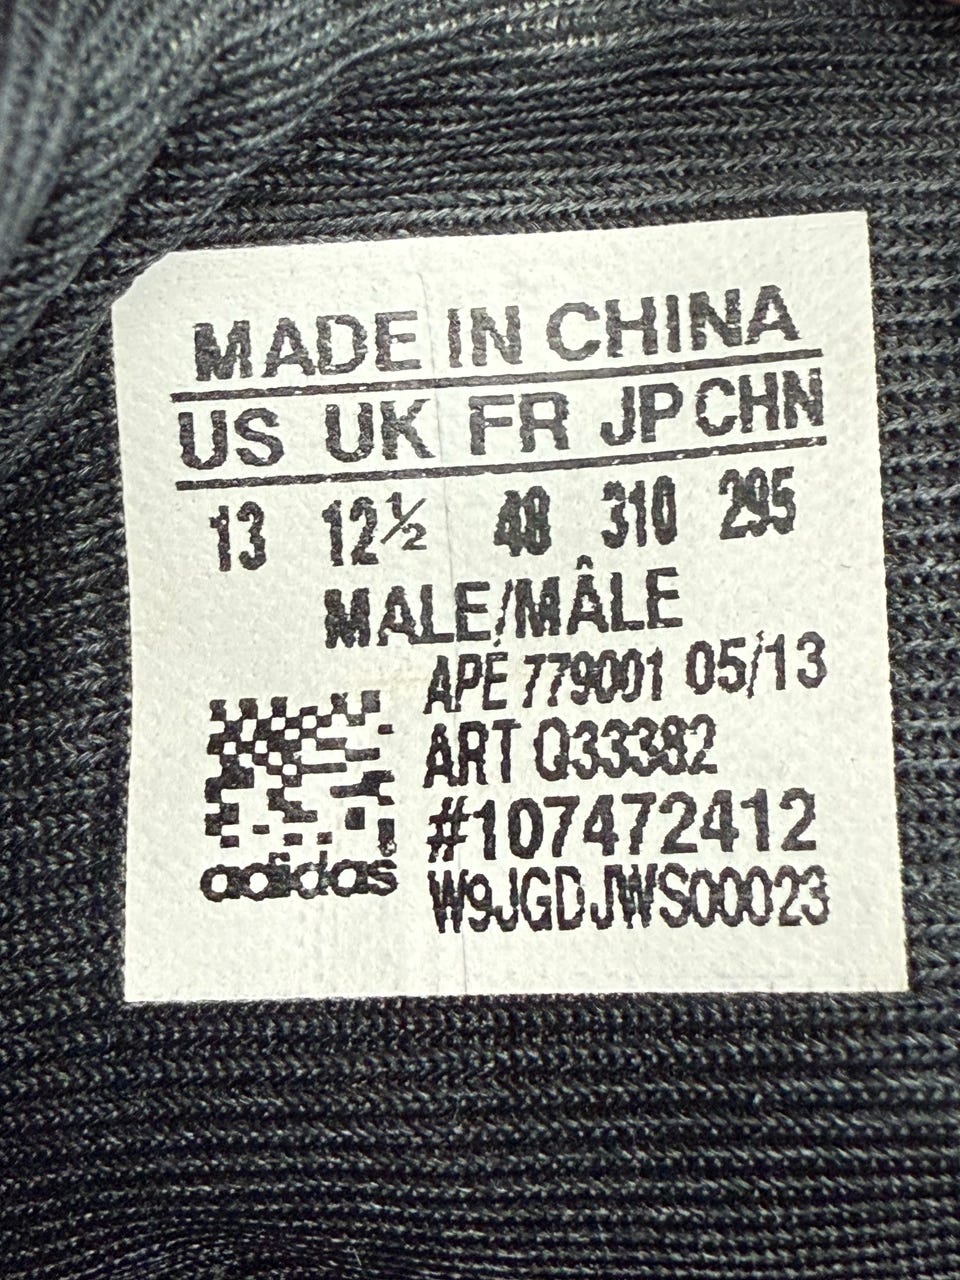 MADE IN CHINA
US UK FR JP CHN
13 12½ 48 310 295
MALE/MÂLE
APE 779001 05/13
ART Q33382
#107472412
W9JGDJWS00023
adidas